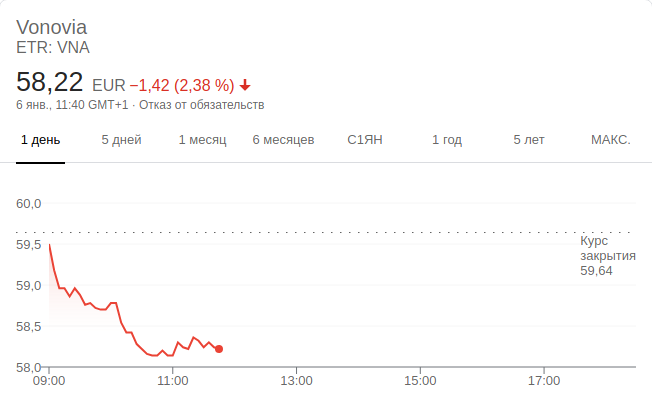 Vonovia
ETR: VNA
58,22 EUR −1,42 (2,38 %)
6 янв., 11:40 GMT+1 · Отказ от обязательств
1 день 5 дней 1 месяц 6 месяцев С1ЯН 1 год 5 лет МАКС.
60,0
59,5
Курс
закрытия
59,64
59,0
58,5
58,0
09:00 11:00 13:00 15:00 17:00